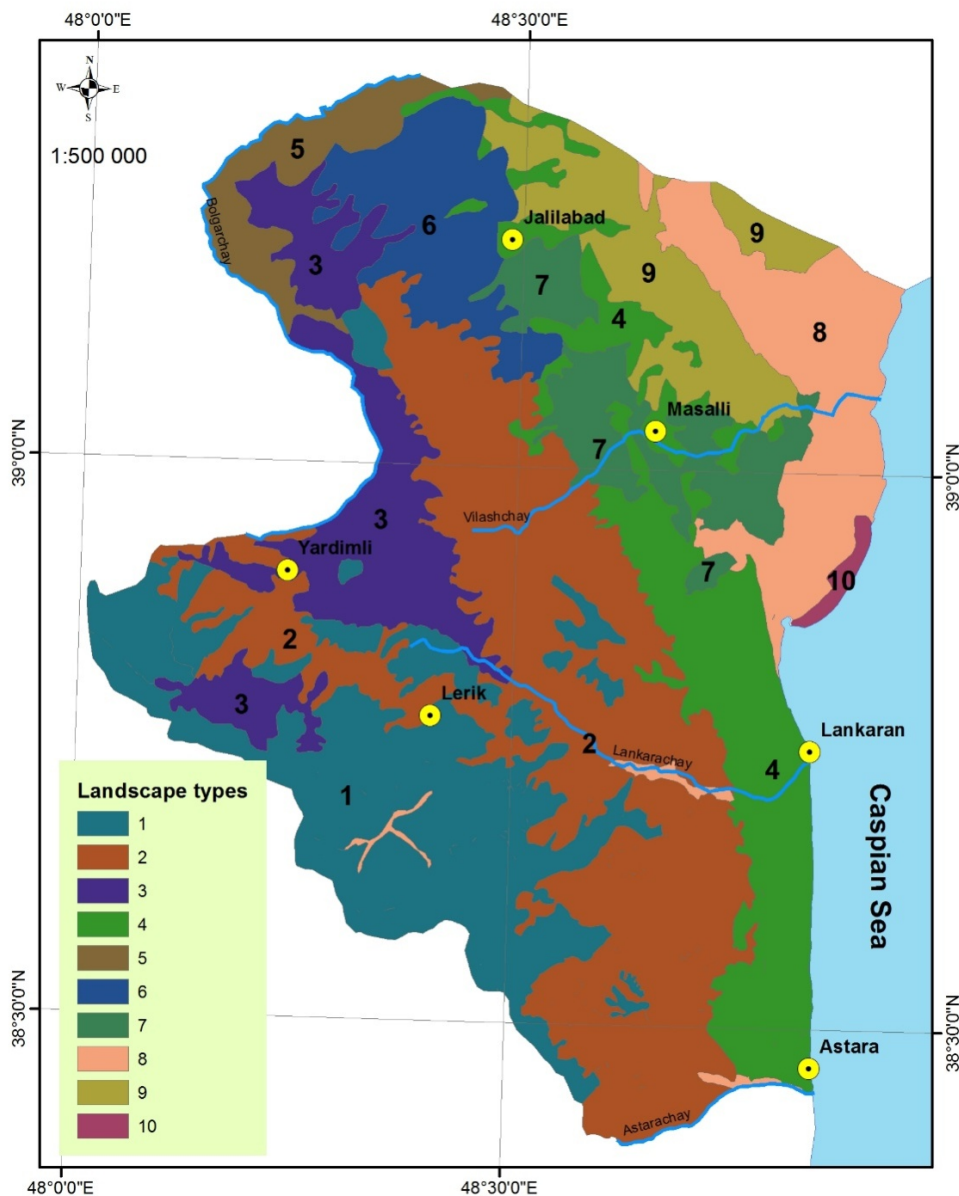 48°0'0"E
48°30'0"E
N
W
E
S
1:500 000
5
Bolgarchay
3
6
Jalilabad
7
9
9
4
8
Masalli
7
39°0'0"N
39°0'0"N
Vilashchay
3
Yardimli
7
10
2
3
Lerik
2
Lankarachay
Lankaran
4
1
Caspian Sea
Landscape types
1
2
3
4
5
6
7
8
9
10
38°30'0"N
38°30'0"N
Astara
Astarachay
48°0'0"E
48°30'0"E